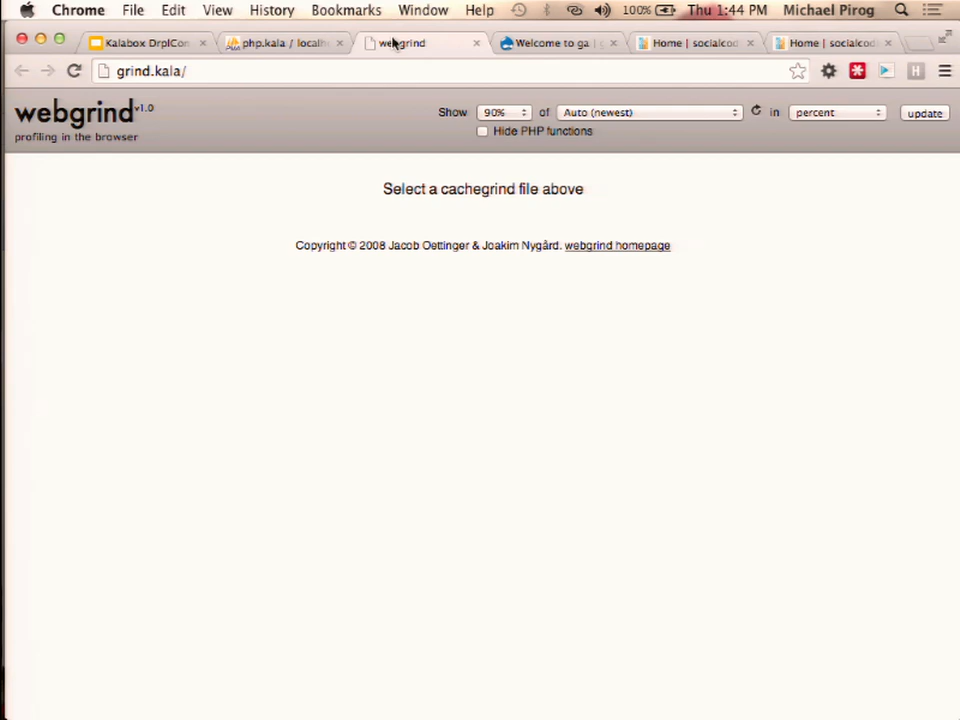 Chrome File Edit View History Bookmarks Window Help 100% Thu 1:44 PM Michael Pirog
Kalabox DrplCon php.kala / localh webgrind Welcome to ga | g Home | socialcod Home | socialcod
grind.kala/
webgrind v1.0
profiling in the browser
Show 90% of Auto (newest) in percent update
Hide PHP functions
Select a cachegrind file above
Copyright © 2008 Jacob Oettinger & Joakim Nygård. webgrind homepage